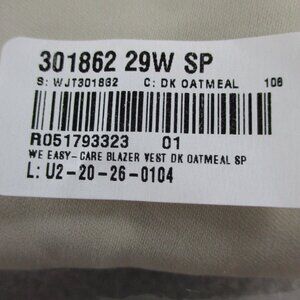 301862 29W SP
S: WJT301862 C: DK OATMEAL 106
R051793323 01
WE EASY-CARE BLAZER VEST DK OATMEAL SP
L: U2-20-26-0104